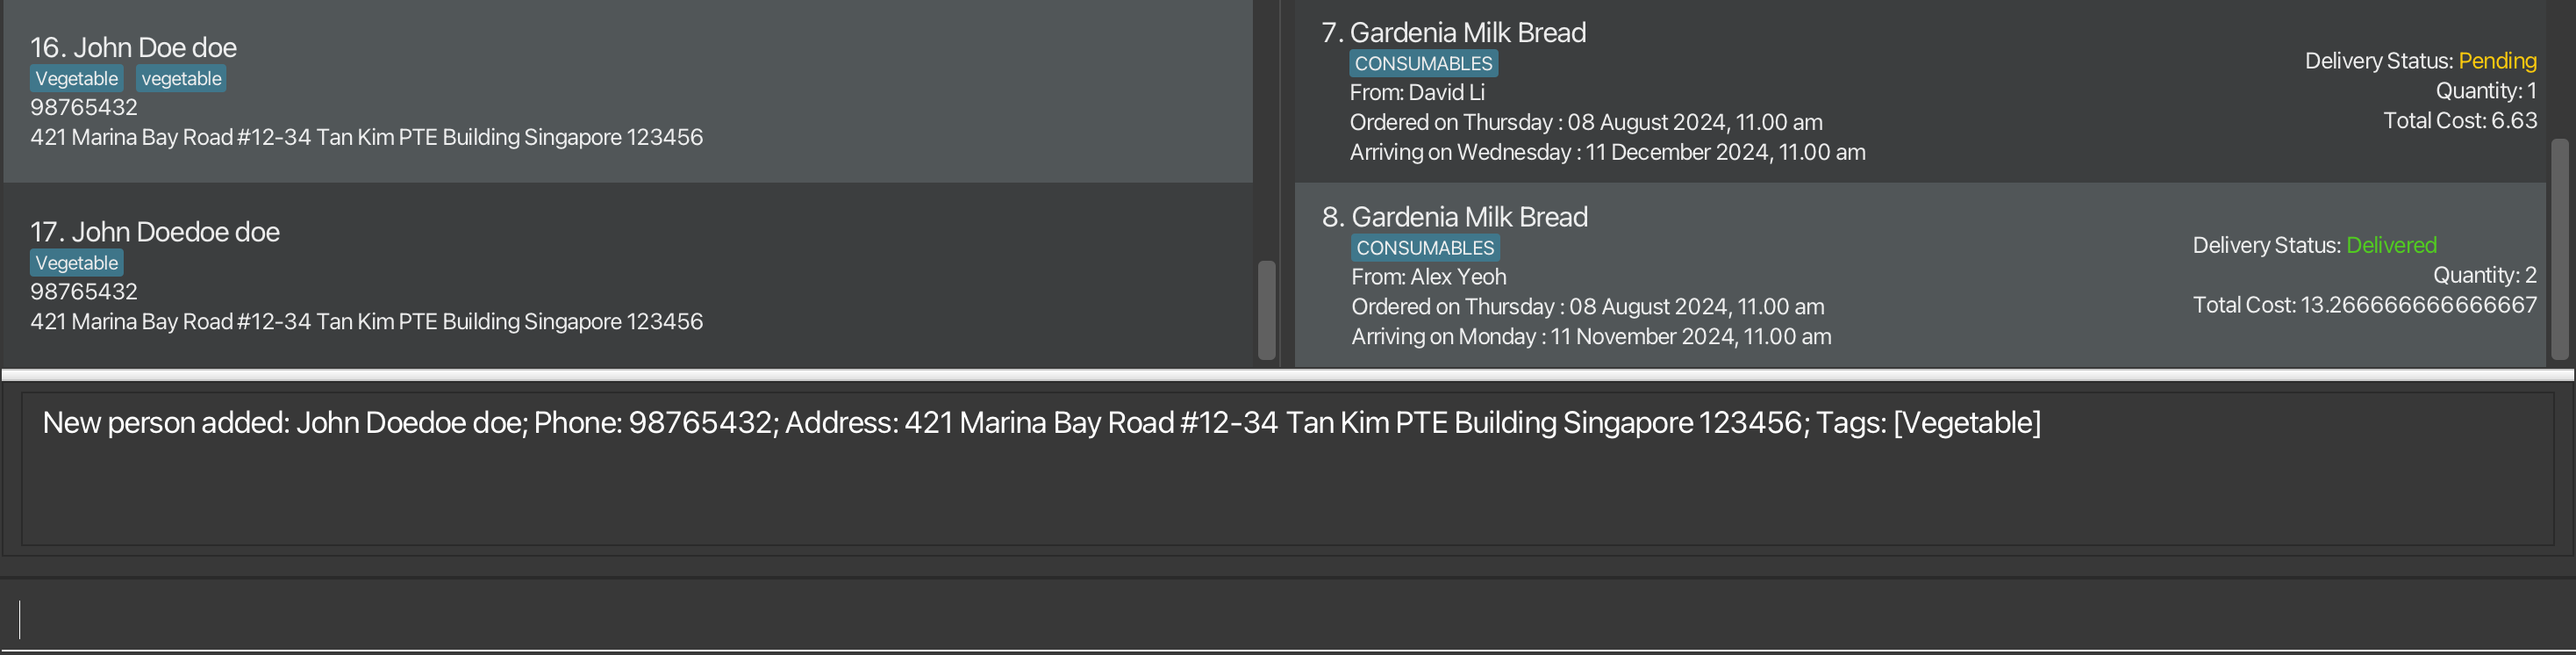 16. John Doe doe
Vegetable vegetable
98765432
421 Marina Bay Road #12-34 Tan Kim PTE Building Singapore 123456
17. John Doedoe doe
Vegetable
98765432
421 Marina Bay Road #12-34 Tan Kim PTE Building Singapore 123456
7. Gardenia Milk Bread
CONSUMABLES
From: David Li
Ordered on Thursday : 08 August 2024, 11.00 am
Arriving on Wednesday : 11 December 2024, 11.00 am
Delivery Status: Pending
Quantity: 1
Total Cost: 6.63
8. Gardenia Milk Bread
CONSUMABLES
From: Alex Yeoh
Ordered on Thursday : 08 August 2024, 11.00 am
Arriving on Monday : 11 November 2024, 11.00 am
Delivery Status: Delivered
Quantity: 2
Total Cost: 13.266666666666667
New person added: John Doedoe doe; Phone: 98765432; Address: 421 Marina Bay Road #12-34 Tan Kim PTE Building Singapore 123456; Tags: [Vegetable]